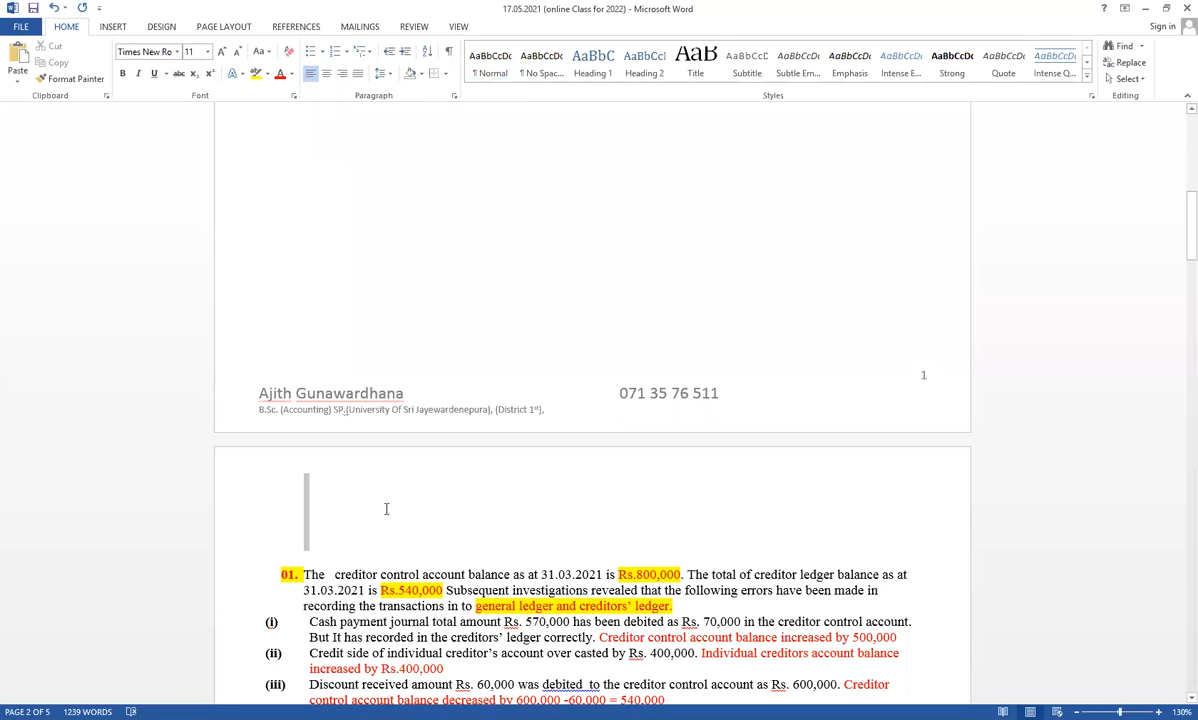 17.05.2021 (online Class for 2022) - Microsoft Word
Sign in
FILE HOME INSERT DESIGN PAGE LAYOUT REFERENCES MAILINGS REVIEW VIEW
Paste
Cut
Copy
Format Painter
Clipboard
Times New Ro 11
Font
Paragraph
AaBbCcDc AaBbCcDc AaBbC AaBbCcI AaB AaBbCcD AaBbCcDc AaBbCcDc AaBbCcDc AaBbCcDc AaBbCcDc AaBbCcDc
¶ Normal ¶ No Spac... Heading 1 Heading 2 Title Subtitle Subtle Em... Emphasis Intense E... Strong Quote Intense Q...
Styles
Find
Replace
Select
Editing
1
Ajith Gunawardhana 071 35 76 511
B.Sc. (Accounting) SP.(University Of Sri Jayewardenepura), (District 1st),
01. The creditor control account balance as at 31.03.2021 is Rs.800,000. The total of creditor ledger balance as at
31.03.2021 is Rs.540,000 Subsequent investigations revealed that the following errors have been made in
recording the transactions in to general ledger and creditors' ledger.
(i) Cash payment journal total amount Rs. 570,000 has been debited as Rs. 70,000 in the creditor control account.
But It has recorded in the creditors' ledger correctly. Creditor control account balance increased by 500,000
(ii) Credit side of individual creditor's account over casted by Rs. 400,000. Individual creditors account balance
increased by Rs.400,000
(iii) Discount received amount Rs. 60,000 was debited to the creditor control account as Rs. 600,000. Creditor
control account balance decreased by 600,000 -60,000 = 540,000
PAGE 2 OF 5 1239 WORDS
130%